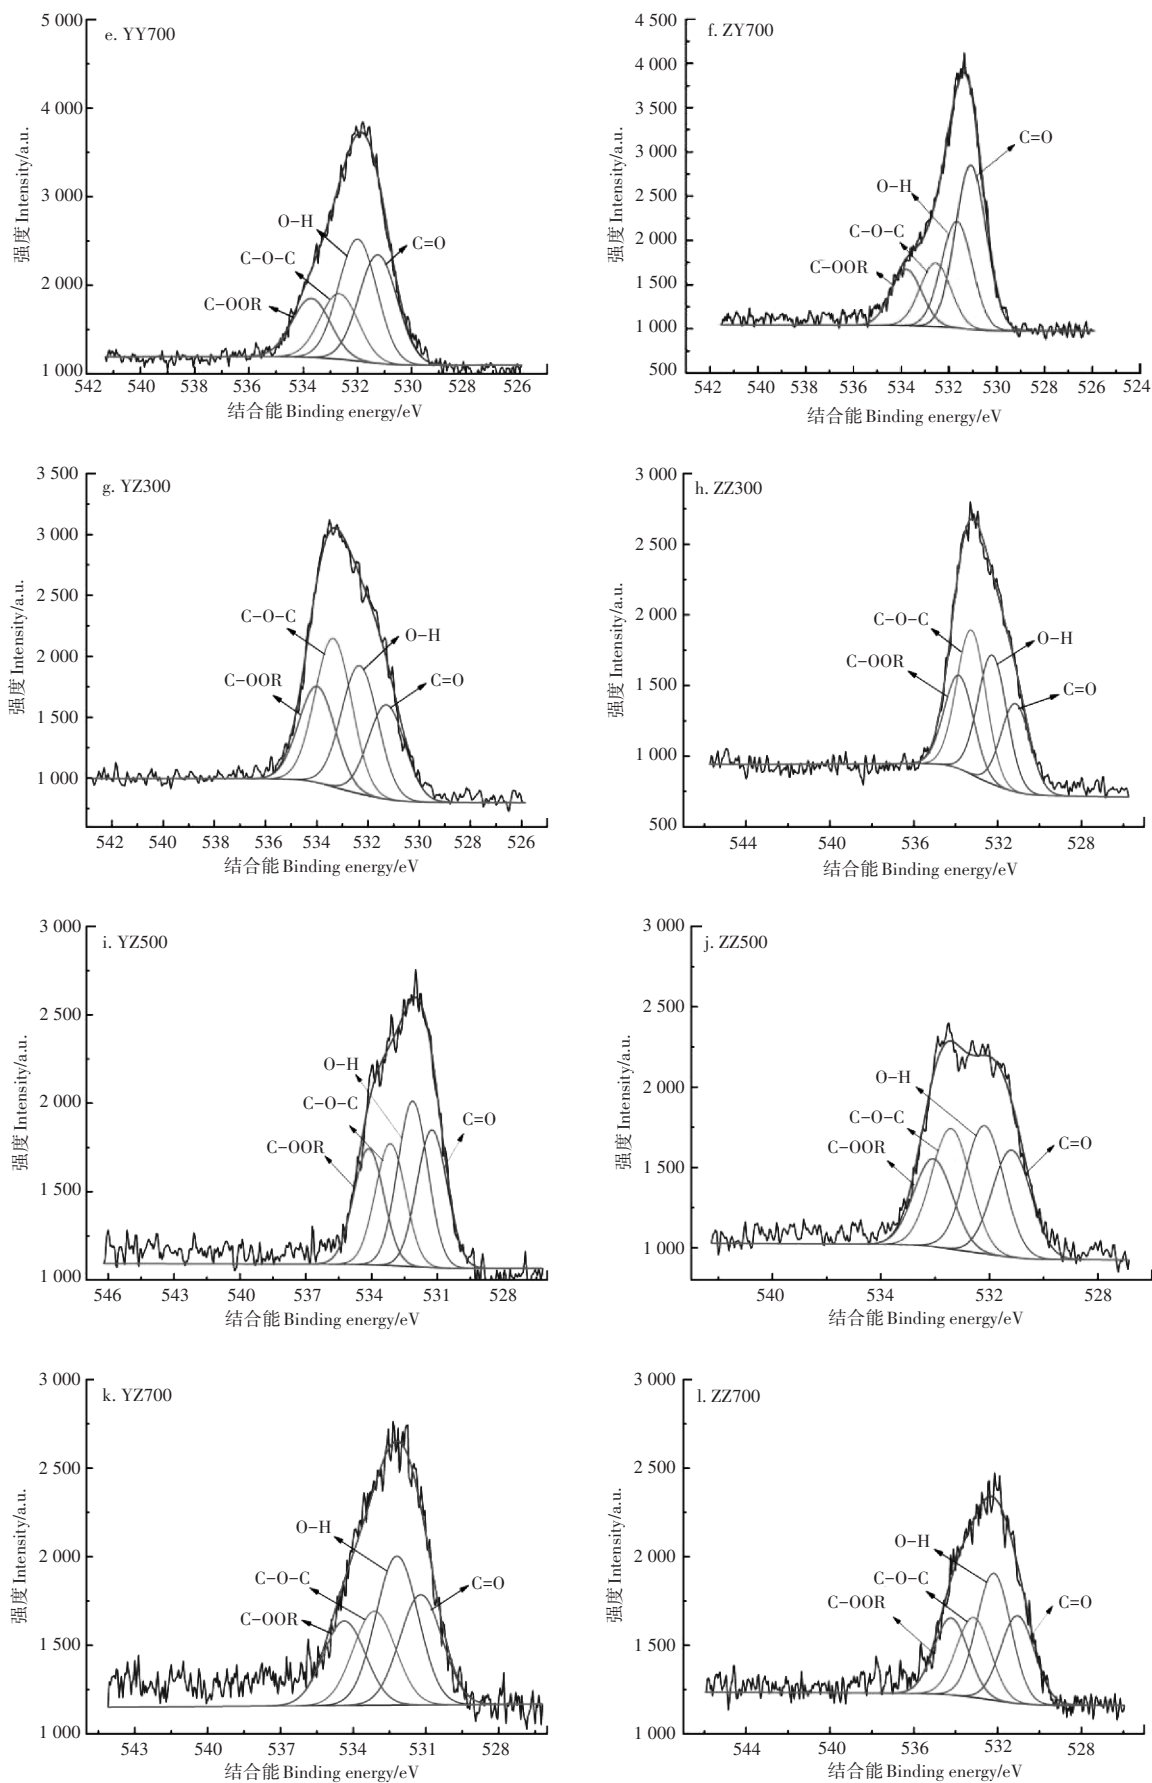 e. YY700
强度 Intensity/a.u.
5 000
4 000
3 000
2 000
1 000
O-H
C=O
C-O-C
C-OOR
542 540 538 536 534 532 530 528 526
结合能 Binding energy/eV
f. ZY700
强度 Intensity/a.u.
4 500
4 000
3 500
3 000
2 500
2 000
1 500
1 000
500
C=O
O-H
C-O-C
C-OOR
542 540 538 536 534 532 530 528 526 524
结合能 Binding energy/eV
g. YZ300
强度 Intensity/a.u.
3 500
3 000
2 500
2 000
1 500
1 000
C-O-C
O-H
C-OOR
C=O
542 540 538 536 534 532 530 528 526
结合能 Binding energy/eV
h. ZZ300
强度 Intensity/a.u.
3 000
2 500
2 000
1 500
1 000
500
C-O-C
O-H
C-OOR
C=O
544 540 536 532 528
结合能 Binding energy/eV
i. YZ500
强度 Intensity/a.u.
3 000
2 500
2 000
1 500
1 000
O-H
C-O-C
C=O
C-OOR
546 543 540 537 534 531 528
结合能 Binding energy/eV
j. ZZ500
强度 Intensity/a.u.
3 000
2 500
2 000
1 500
1 000
O-H
C-O-C
C-OOR
C=O
540 534 532 528
结合能 Binding energy/eV
k. YZ700
强度 Intensity/a.u.
3 000
2 500
2 000
1 500
1 000
O-H
C-O-C
C=O
C-OOR
543 540 537 534 531 528
结合能 Binding energy/eV
l. ZZ700
强度 Intensity/a.u.
3 000
2 500
2 000
1 500
1 000
O-H
C-O-C
C-OOR
C=O
544 540 536 532 528
结合能 Binding energy/eV